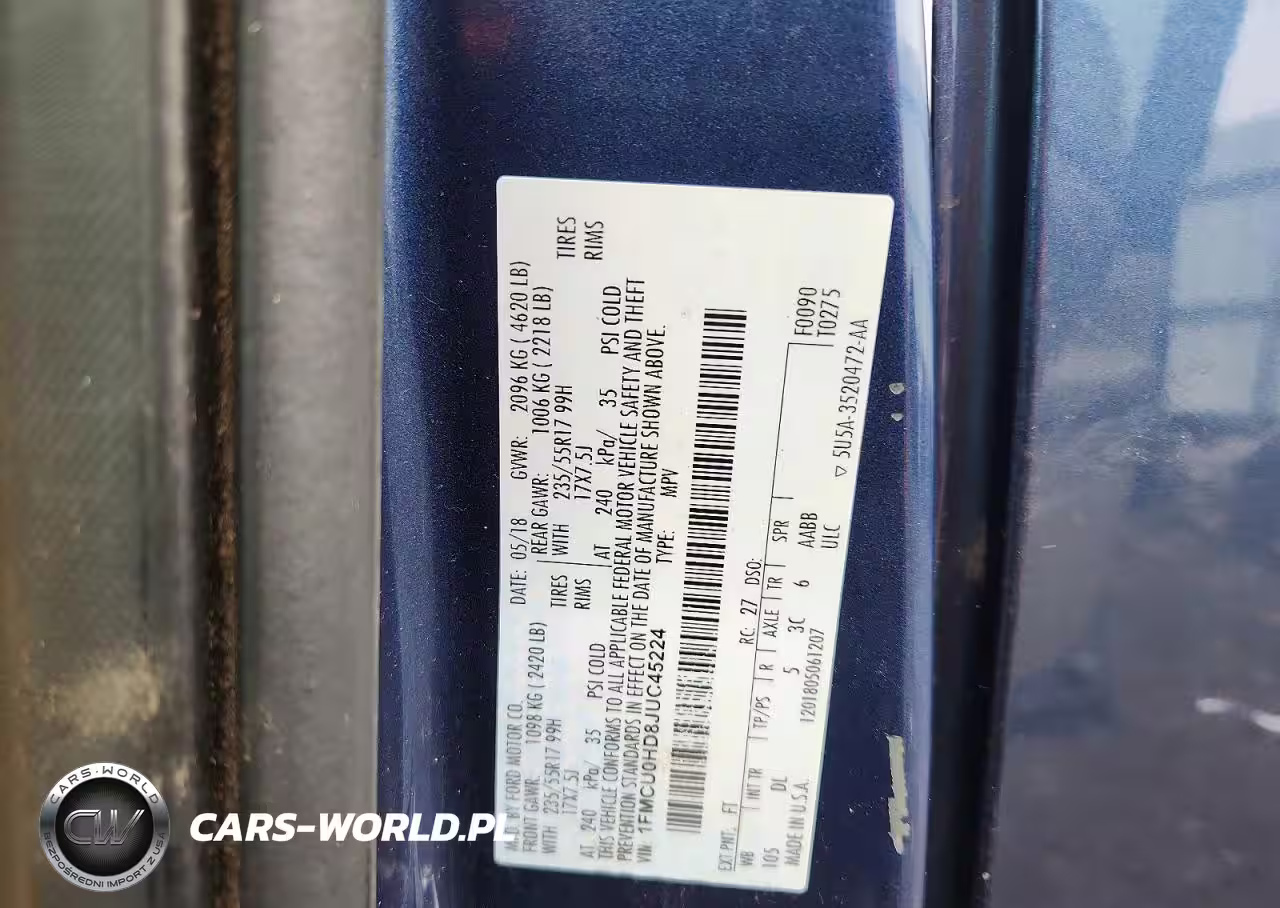 MFD. BY FORD MOTOR CO.
DATE: 05/18 GVWR: 2096 KG ( 4620 LB)
FRONT GAWR: 1098 KG ( 2420 LB) REAR GAWR: 1006 KG ( 2218 LB)
WITH 235/55R17 99H TIRES WITH 235/55R17 99H TIRES
17X7.5J RIMS 17X7.5J RIMS
AT 240 kPa/ 35 PSI COLD AT 240 kPa/ 35 PSI COLD
THIS VEHICLE CONFORMS TO ALL APPLICABLE FEDERAL MOTOR VEHICLE SAFETY AND THEFT
PREVENTION STANDARDS IN EFFECT ON THE DATE OF MANUFACTURE SHOWN ABOVE.
VIN: 1FMCU0HD8JUC45224 TYPE: MPV
EXT PNT: FT RC: 27 DSO: F0090
WB INT TR TP/PS R AXLE TR SPR T0275
105 DL 5 3C 6 AABB
MADE IN U.S.A. 1201805061207 ULC ▽ 5U5A-3520472-AA
CARS-WORLD
CW
BEZPOŚREDNI IMPORT Z USA
CARS-WORLD.PL